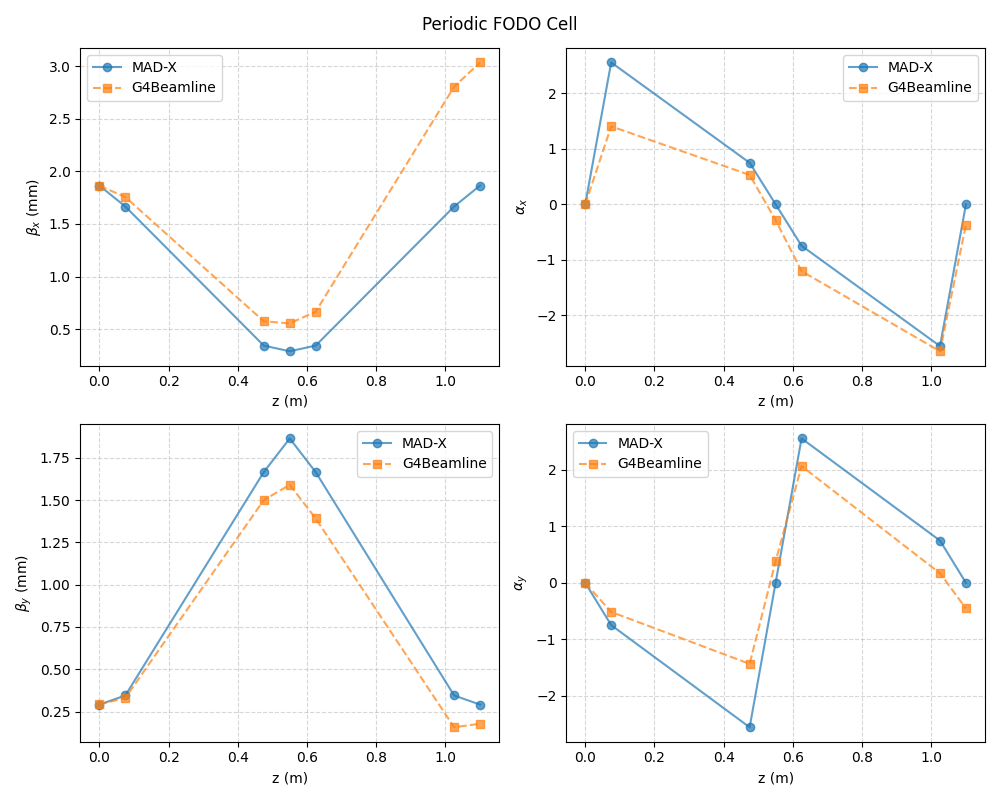 Periodic FODO Cell
MAD-X
G4Beamline
3.0
2.5
2.0
1.5
1.0
0.5
βx (mm)
0.0 0.2 0.4 0.6 0.8 1.0
z (m)
MAD-X
G4Beamline
2
1
0
−1
−2
αx
0.0 0.2 0.4 0.6 0.8 1.0
z (m)
MAD-X
G4Beamline
1.75
1.50
1.25
1.00
0.75
0.50
0.25
βy (mm)
0.0 0.2 0.4 0.6 0.8 1.0
z (m)
MAD-X
G4Beamline
2
1
0
−1
−2
αy
0.0 0.2 0.4 0.6 0.8 1.0
z (m)